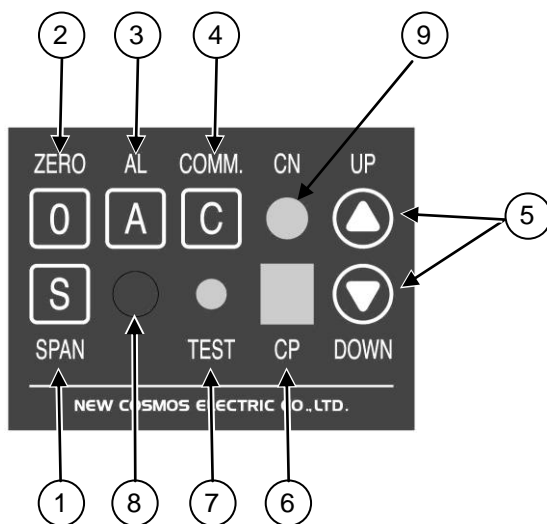 2 3 4 9
ZERO AL COMM. CN UP
0 A C
5
S
SPAN TEST CP DOWN
NEW COSMOS ELECTRIC CO.,LTD.
1 8 7 6